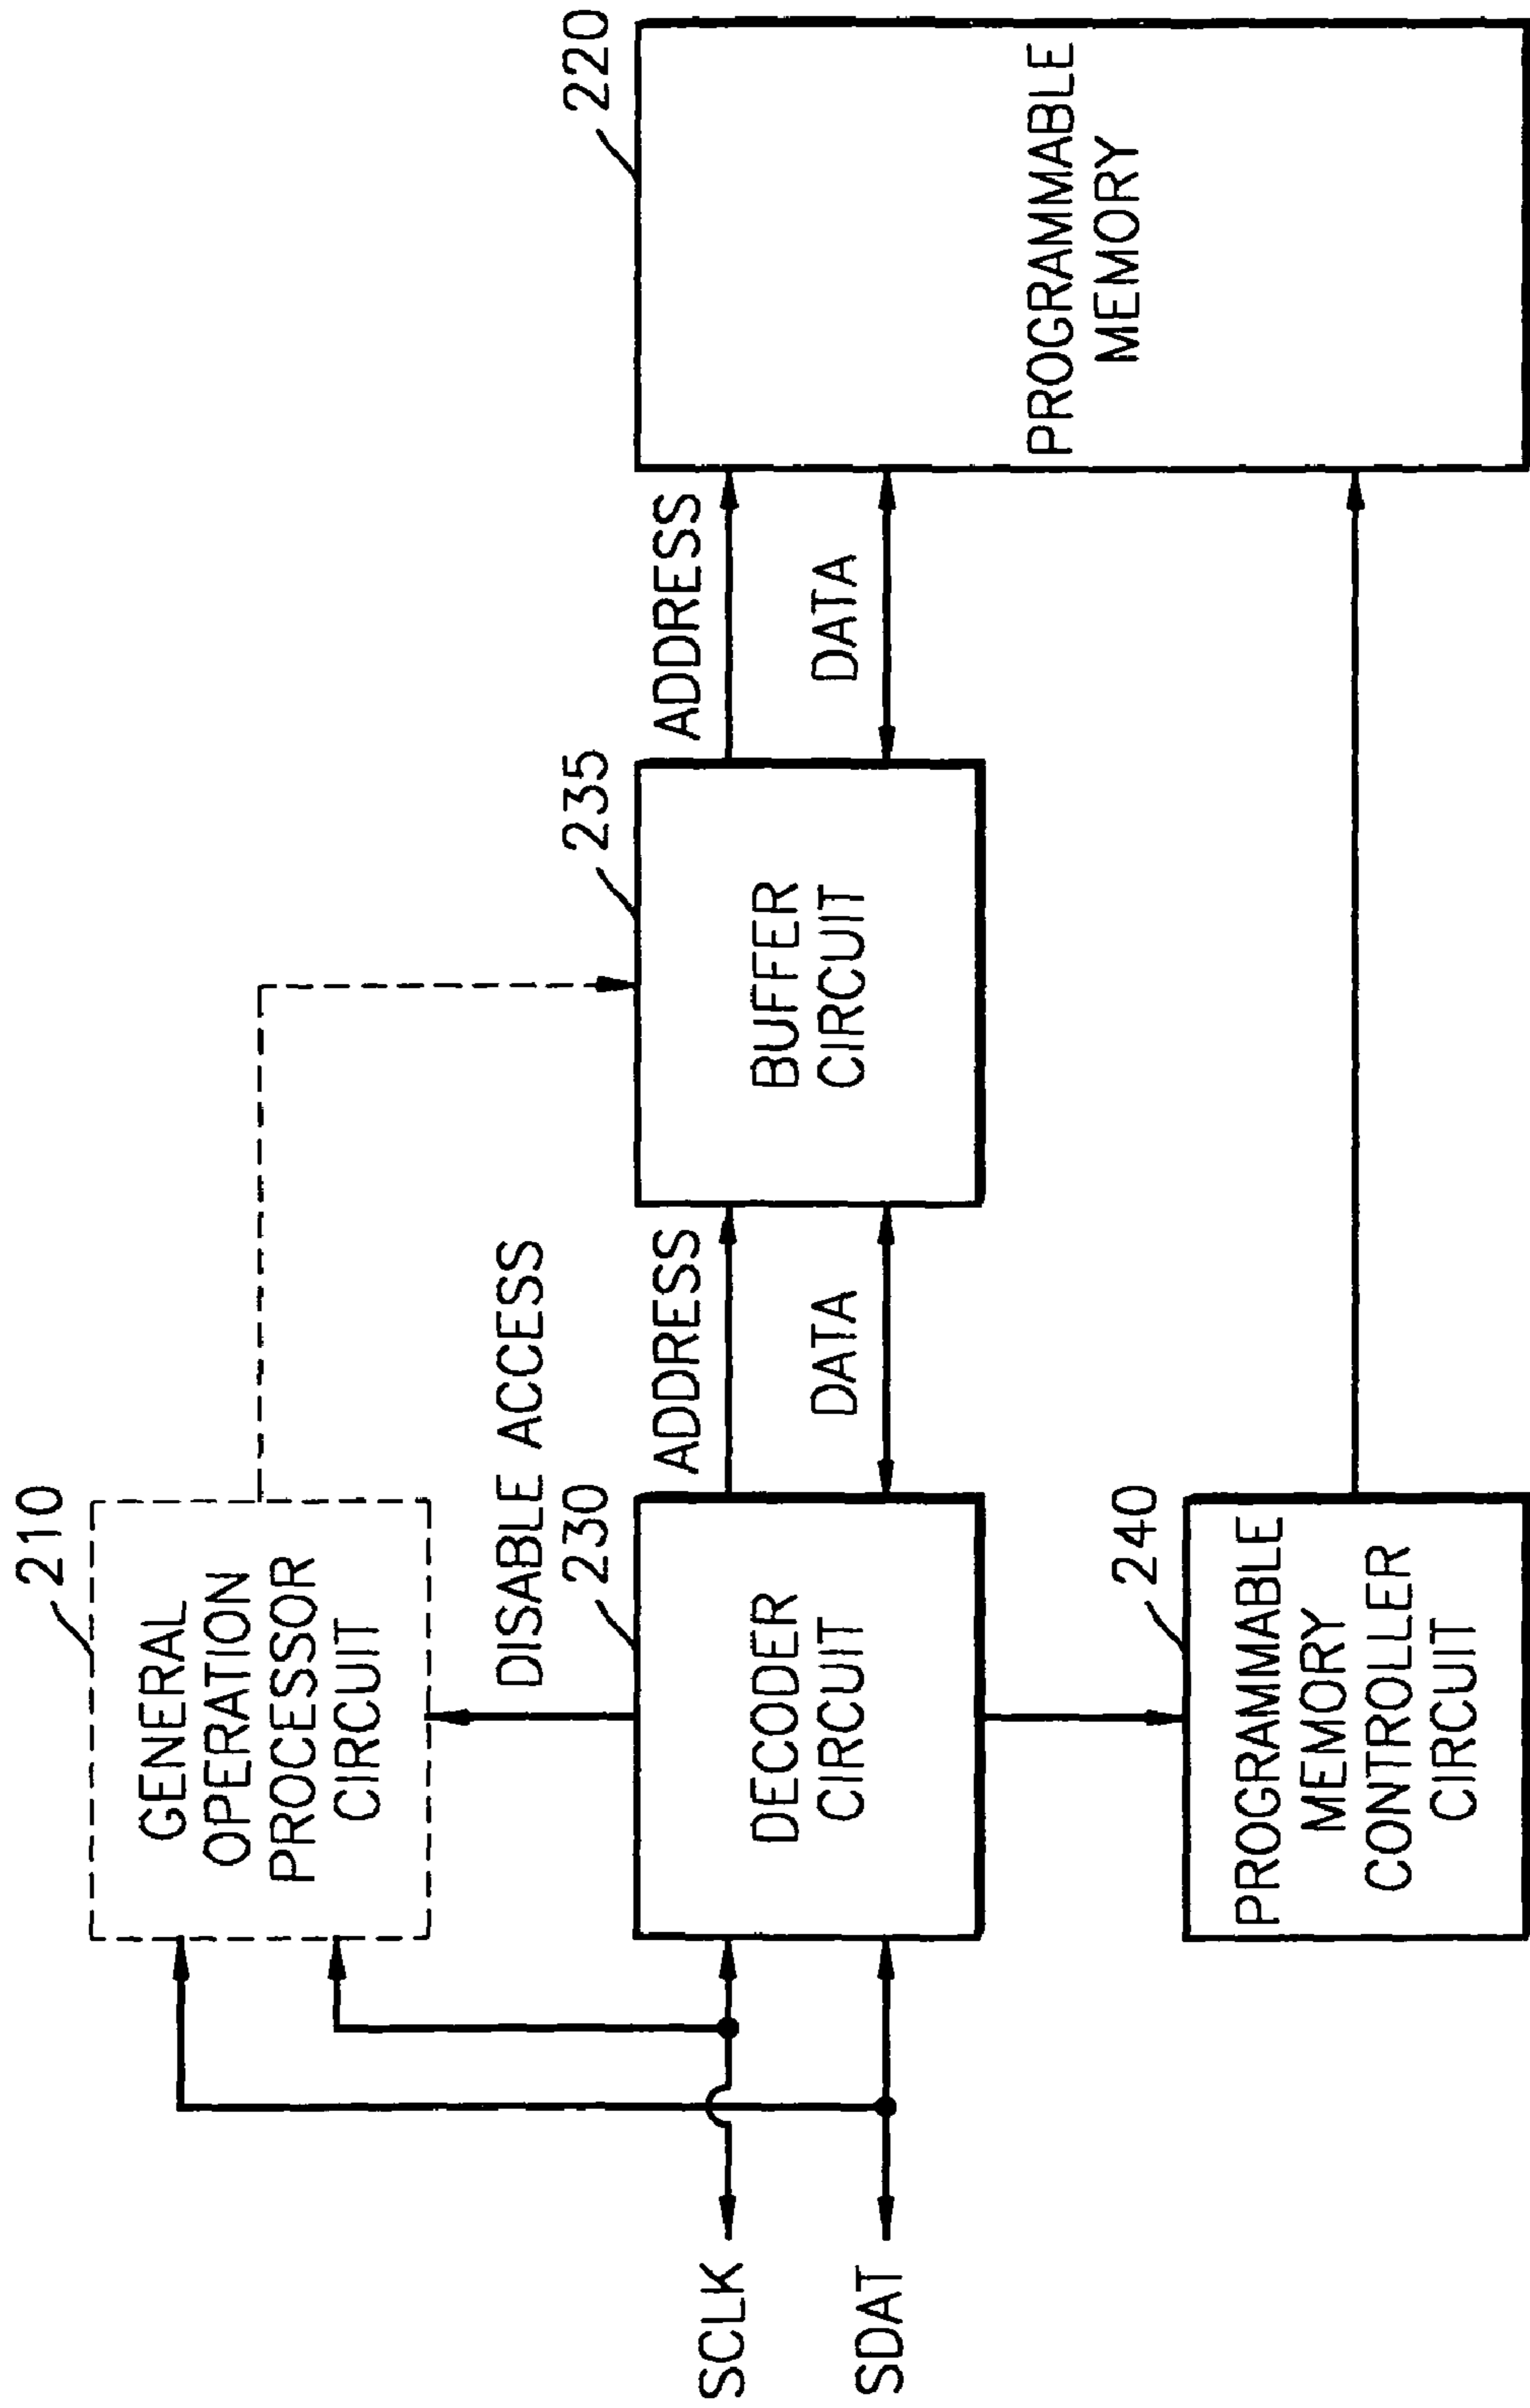 210
GENERAL
OPERATION
PROCESSOR
CIRCUIT
DISABLE ACCESS
SCLK
SDAT
230
DECODER
CIRCUIT
ADDRESS
DATA
235
BUFFER
CIRCUIT
ADDRESS
DATA
220
PROGRAMMABLE
MEMORY
240
PROGRAMMABLE
MEMORY
CONTROLLER
CIRCUIT